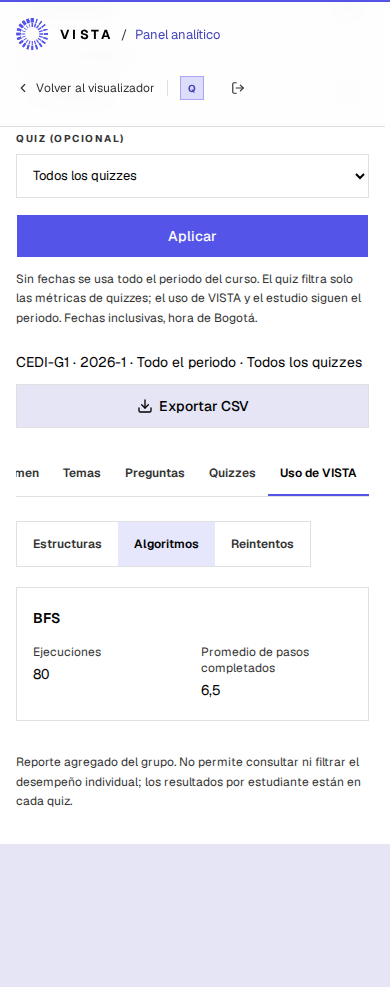 VISTA / Panel analítico
Volver al visualizador Q
QUIZ (OPCIONAL)
Todos los quizzes
Aplicar
Sin fechas se usa todo el periodo del curso. El quiz filtra solo
las métricas de quizzes; el uso de VISTA y el estudio siguen el
periodo. Fechas inclusivas, hora de Bogotá.
CEDI-G1 · 2026-1 · Todo el periodo · Todos los quizzes
Exportar CSV
men Temas Preguntas Quizzes Uso de VISTA
Estructuras Algoritmos Reintentos
BFS
Ejecuciones
80
Promedio de pasos
completados
6,5
Reporte agregado del grupo. No permite consultar ni filtrar el
desempeño individual; los resultados por estudiante están en
cada quiz.